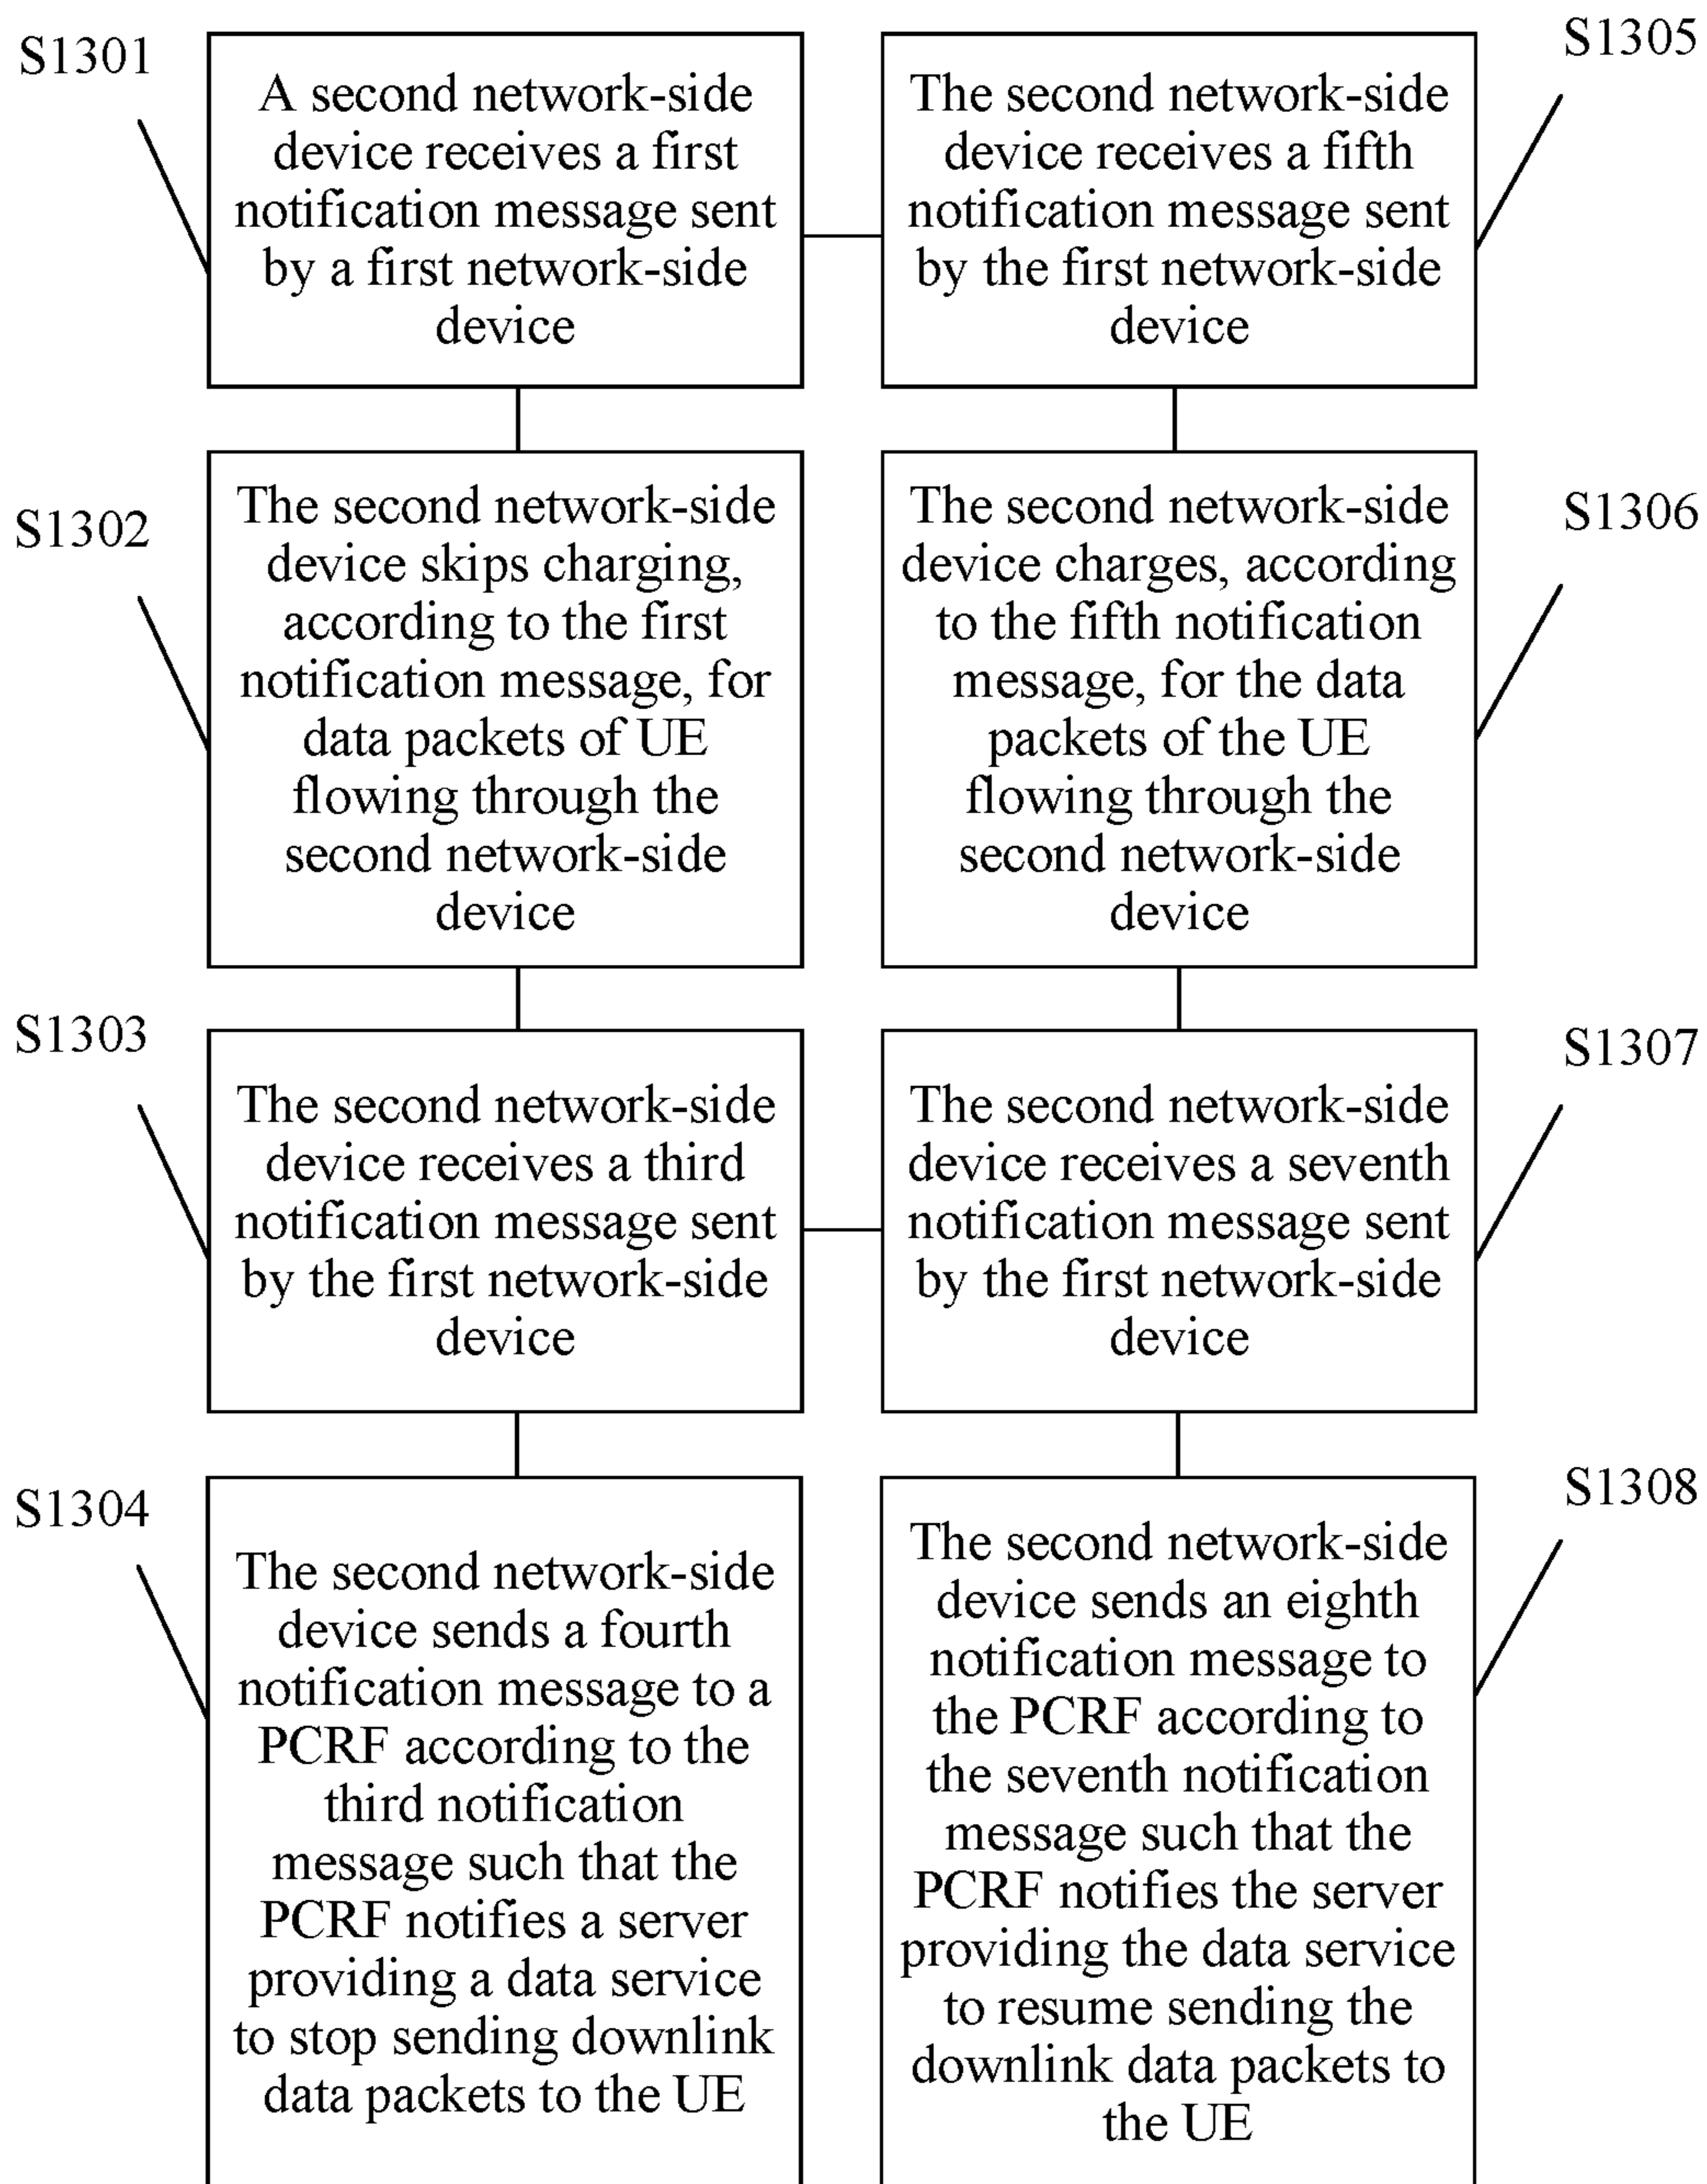 S1301
A second network-side
device receives a first
notification message sent
by a first network-side
device
S1305
The second network-side
device receives a fifth
notification message sent
by the first network-side
device
S1302
The second network-side
device skips charging,
according to the first
notification message, for
data packets of UE
flowing through the
second network-side
device
S1306
The second network-side
device charges, according
to the fifth notification
message, for the data
packets of the UE
flowing through the
second network-side
device
S1303
The second network-side
device receives a third
notification message sent
by the first network-side
device
S1307
The second network-side
device receives a seventh
notification message sent
by the first network-side
device
S1304
The second network-side
device sends a fourth
notification message to a
PCRF according to the
third notification
message such that the
PCRF notifies a server
providing a data service
to stop sending downlink
data packets to the UE
S1308
The second network-side
device sends an eighth
notification message to
the PCRF according to
the seventh notification
message such that the
PCRF notifies the server
providing the data service
to resume sending the
downlink data packets to
the UE